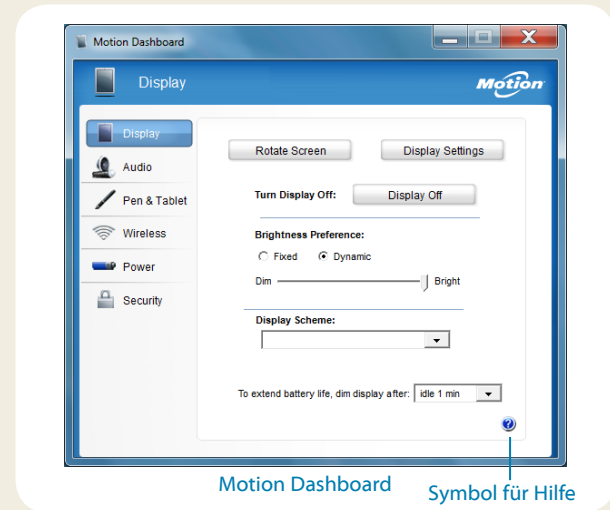 Motion Dashboard
Display
Motion
Display
Audio
Pen & Tablet
Wireless
Power
Security
Rotate Screen
Display Settings
Turn Display Off:
Display Off
Brightness Preference:
Fixed
Dynamic
Dim
Bright
Display Scheme:
To extend battery life, dim display after:
idle 1 min
?
Motion Dashboard
Symbol für Hilfe